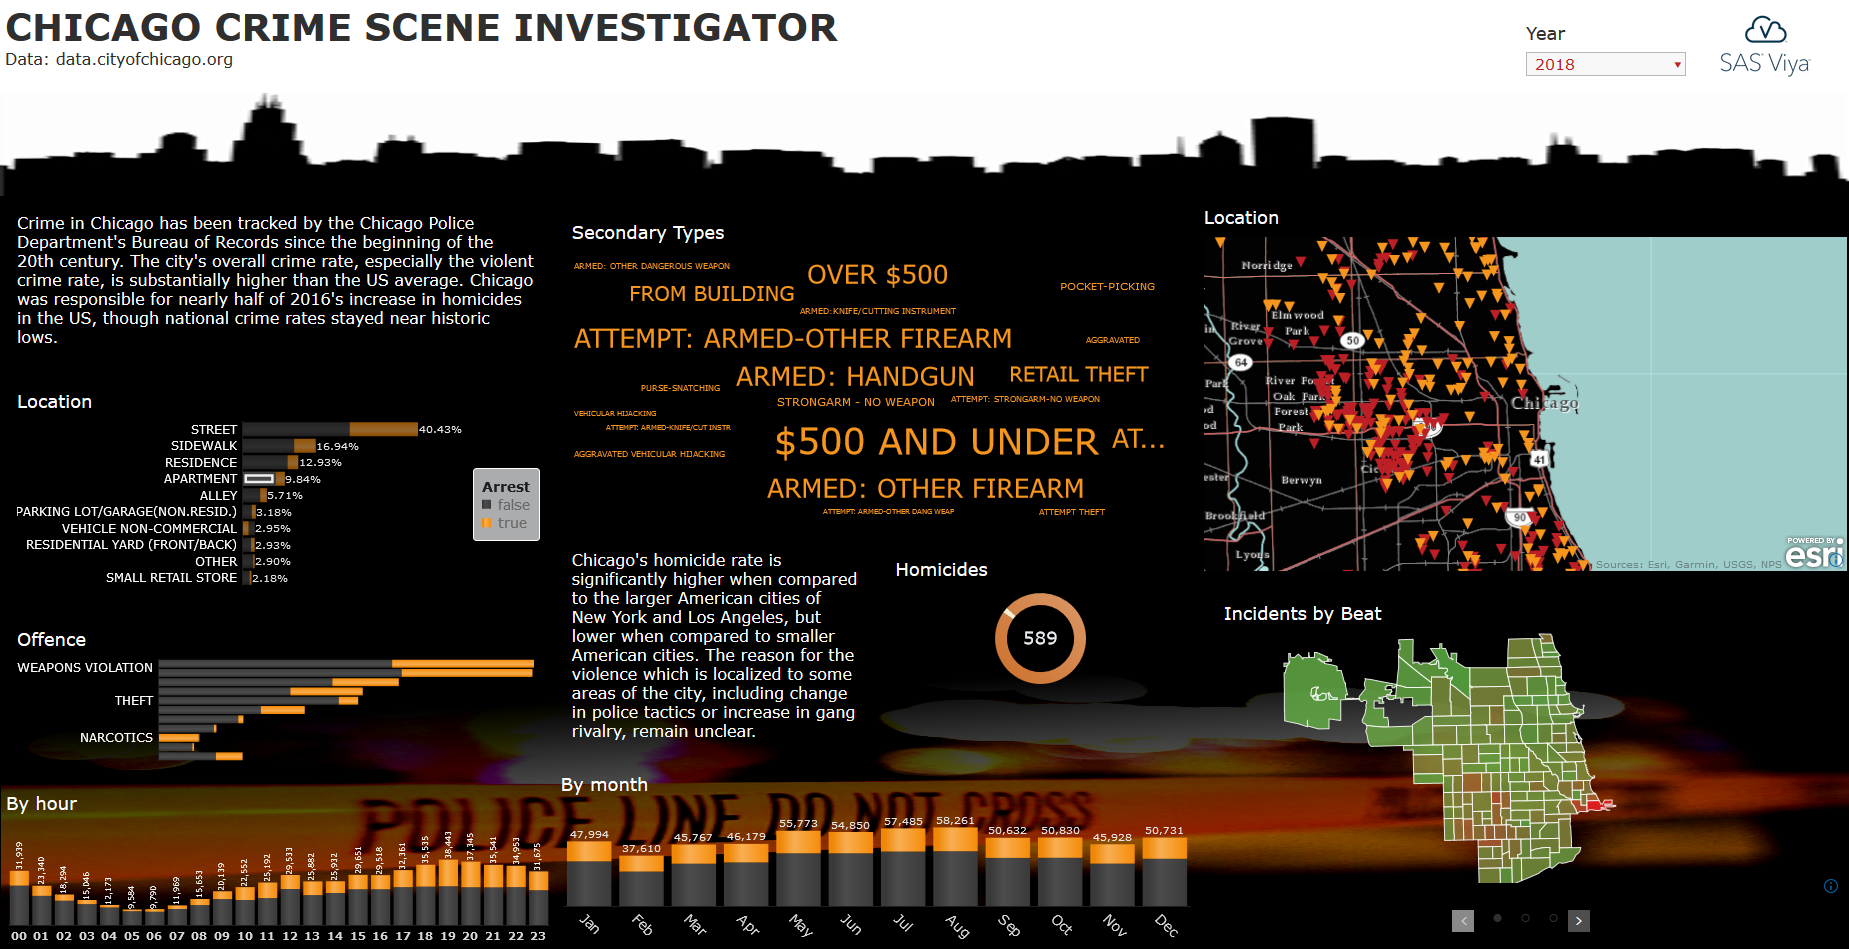 CHICAGO CRIME SCENE INVESTIGATOR
Data: data.cityofchicago.org
Year
2018
SAS Viya
Crime in Chicago has been tracked by the Chicago Police
Department's Bureau of Records since the beginning of the
20th century. The city's overall crime rate, especially the violent
crime rate, is substantially higher than the US average. Chicago
was responsible for nearly half of 2016's increase in homicides
in the US, though national crime rates stayed near historic
lows.
Location
STREET 40.43%
SIDEWALK 16.94%
RESIDENCE 12.93%
APARTMENT 9.84%
ALLEY 5.71%
PARKING LOT/GARAGE(NON.RESID.) 3.18%
VEHICLE NON-COMMERCIAL 2.95%
RESIDENTIAL YARD (FRONT/BACK) 2.93%
OTHER 2.90%
SMALL RETAIL STORE 2.18%
Arrest
false
true
Offence
WEAPONS VIOLATION
THEFT
NARCOTICS
By hour
31,939 23,340 18,294 15,046 12,173 9,584 9,790 11,969 15,653 20,139 22,552 25,192 29,533 25,882 25,932 29,651 29,518 32,361 35,535 38,443 37,345 35,541 34,953 31,675
00 01 02 03 04 05 06 07 08 09 10 11 12 13 14 15 16 17 18 19 20 21 22 23
Secondary Types
ARMED: OTHER DANGEROUS WEAPON
OVER $500
FROM BUILDING
POCKET-PICKING
ARMED:KNIFE/CUTTING INSTRUMENT
ATTEMPT: ARMED-OTHER FIREARM
AGGRAVATED
ARMED: HANDGUN
RETAIL THEFT
PURSE-SNATCHING
STRONGARM - NO WEAPON
ATTEMPT: STRONGARM-NO WEAPON
VEHICULAR HIJACKING
ATTEMPT: ARMED-KNIFE/CUT INSTR
$500 AND UNDER
AT...
AGGRAVATED VEHICULAR HIJACKING
ARMED: OTHER FIREARM
ATTEMPT: ARMED-OTHER DANG WEAP
ATTEMPT THEFT
Chicago's homicide rate is
significantly higher when compared
to the larger American cities of
New York and Los Angeles, but
lower when compared to smaller
American cities. The reason for the
violence which is localized to some
areas of the city, including change
in police tactics or increase in gang
rivalry, remain unclear.
Homicides
589
By month
POLICE LINE DO NOT CROSS
47,994 37,610 45,767 46,179 55,773 54,850 57,485 58,261 50,632 50,830 45,928 50,731
Jan Feb Mar Apr May Jun Jul Aug Sep Oct Nov Dec
Location
Norridge
Elmwood
Park
River
Grove
50
64
Park
River Forest
Oak Park
Forest
Park
Chicago
41
Berwyn
90
Brookfield
Lyons
POWERED BY
esri
Sources: Esri, Garmin, USGS, NPS
Incidents by Beat